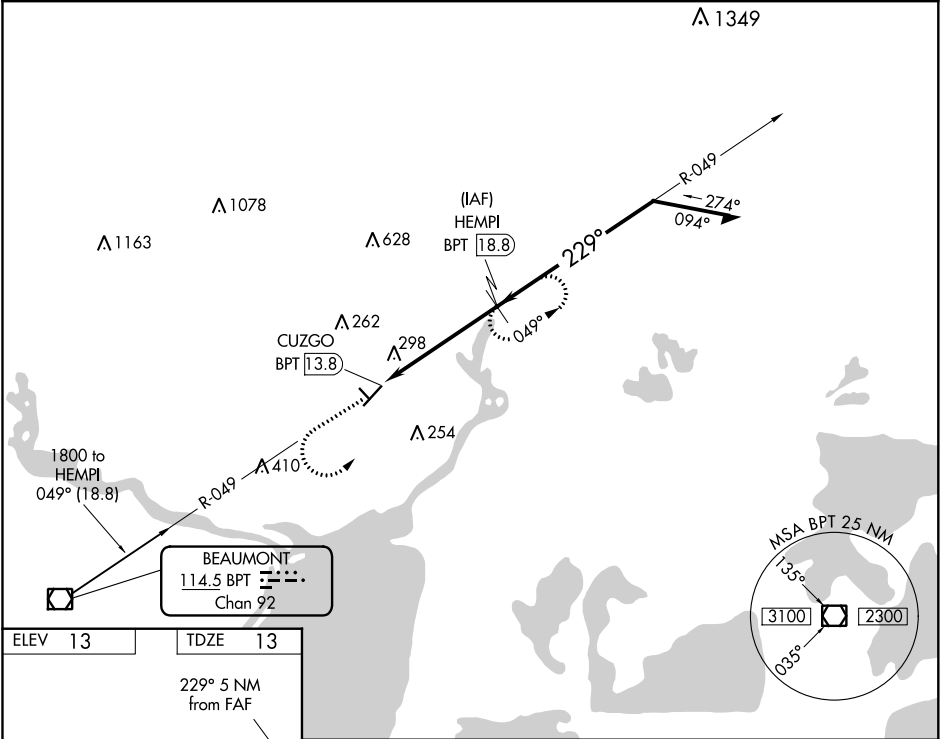 1349
R-049
274°
094°
1078
(IAF)
HEMPI
BPT 18.8
1163
628
229°
049°
262
CUZGO
BPT 13.8
298
254
1800 to
HEMPI
049° (18.8)
410
R-049
BEAUMONT
114.5 BPT
Chan 92
MSA BPT 25 NM
135°
3100
2300
035°
ELEV 13
TDZE 13
229° 5 NM
from FAF